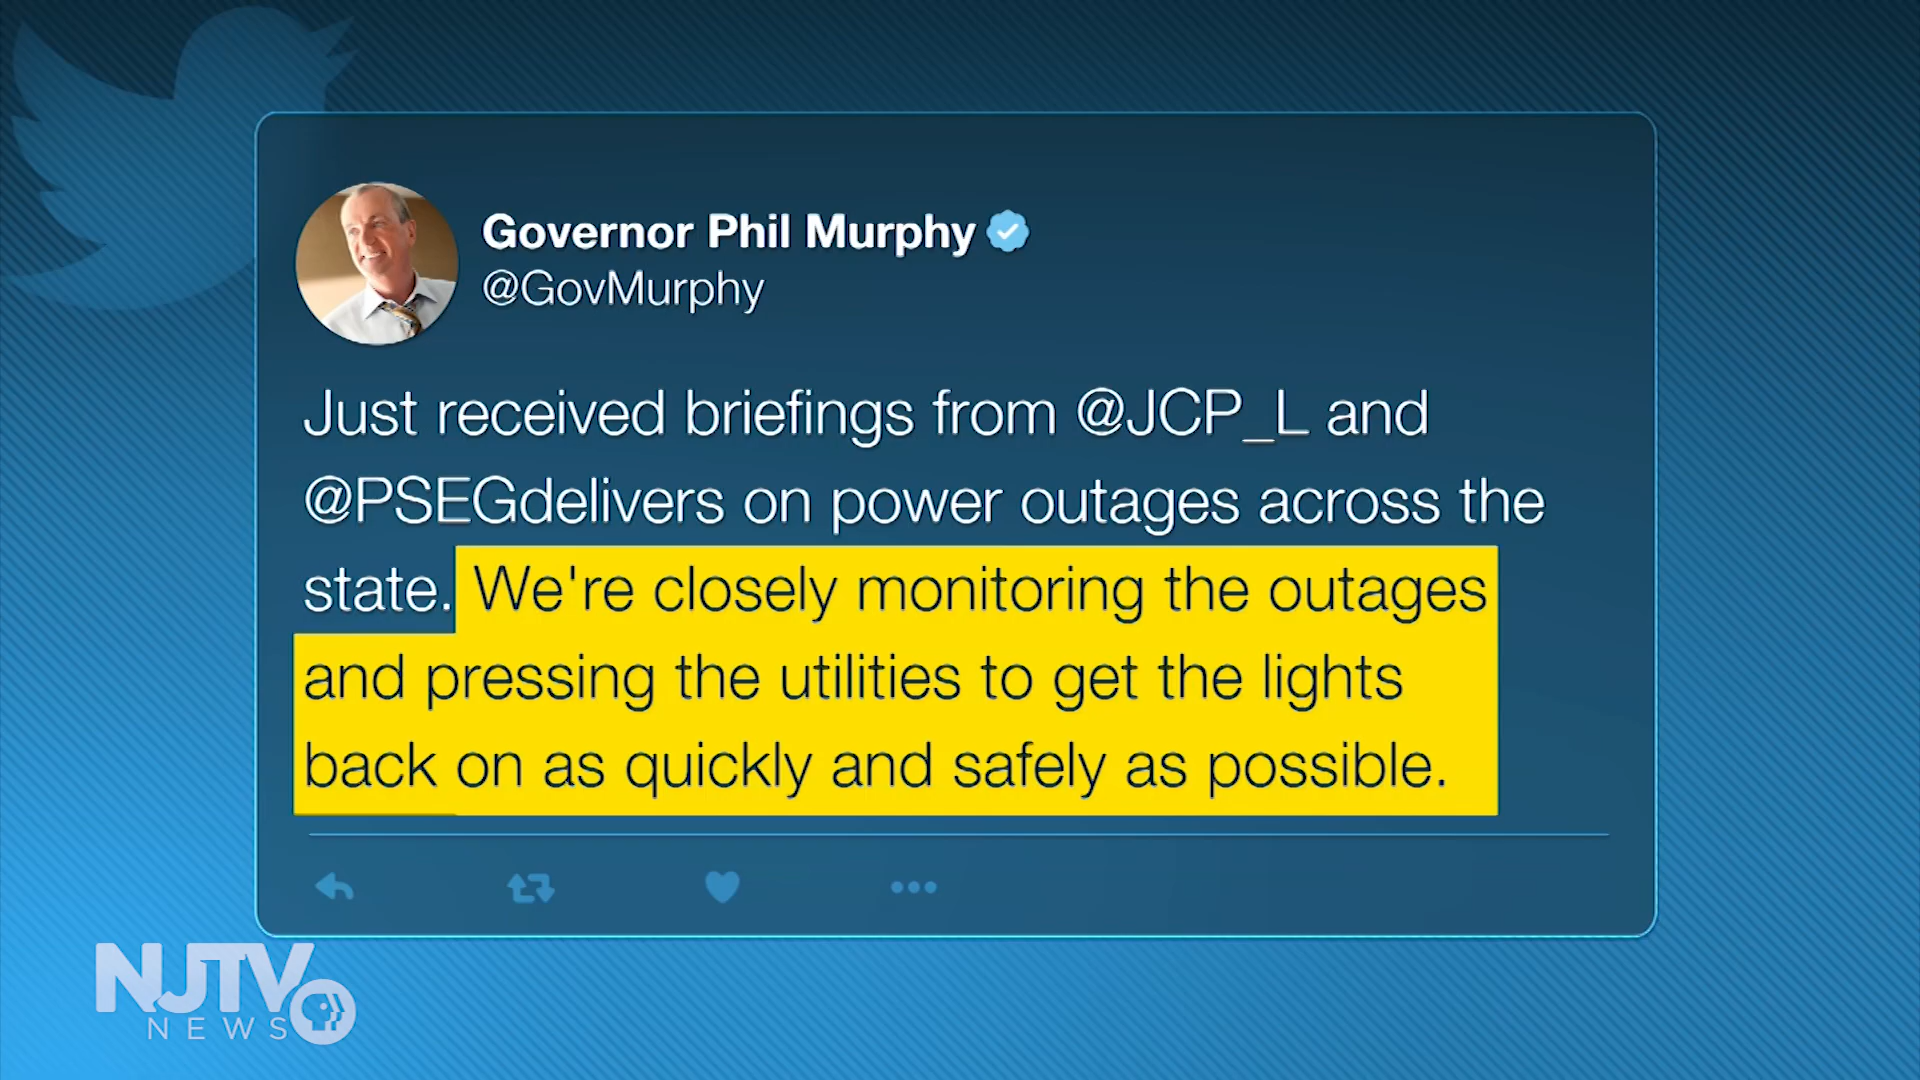 Governor Phil Murphy
@GovMurphy
Just received briefings from @JCP_L and
@PSEGdelivers on power outages across the
state. We're closely monitoring the outages
and pressing the utilities to get the lights
back on as quickly and safely as possible.
NJTV
NEWS